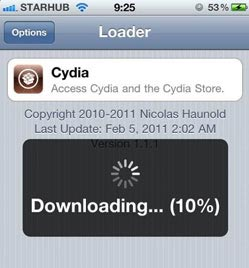 STARHUB 9:25 53%
Options Loader
Cydia
Access Cydia and the Cydia Store.
Copyright 2010-2011 Nicolas Haunold
Last Update: Feb 5, 2011 2:02 AM
Version 1.1.1
Downloading... (10%)